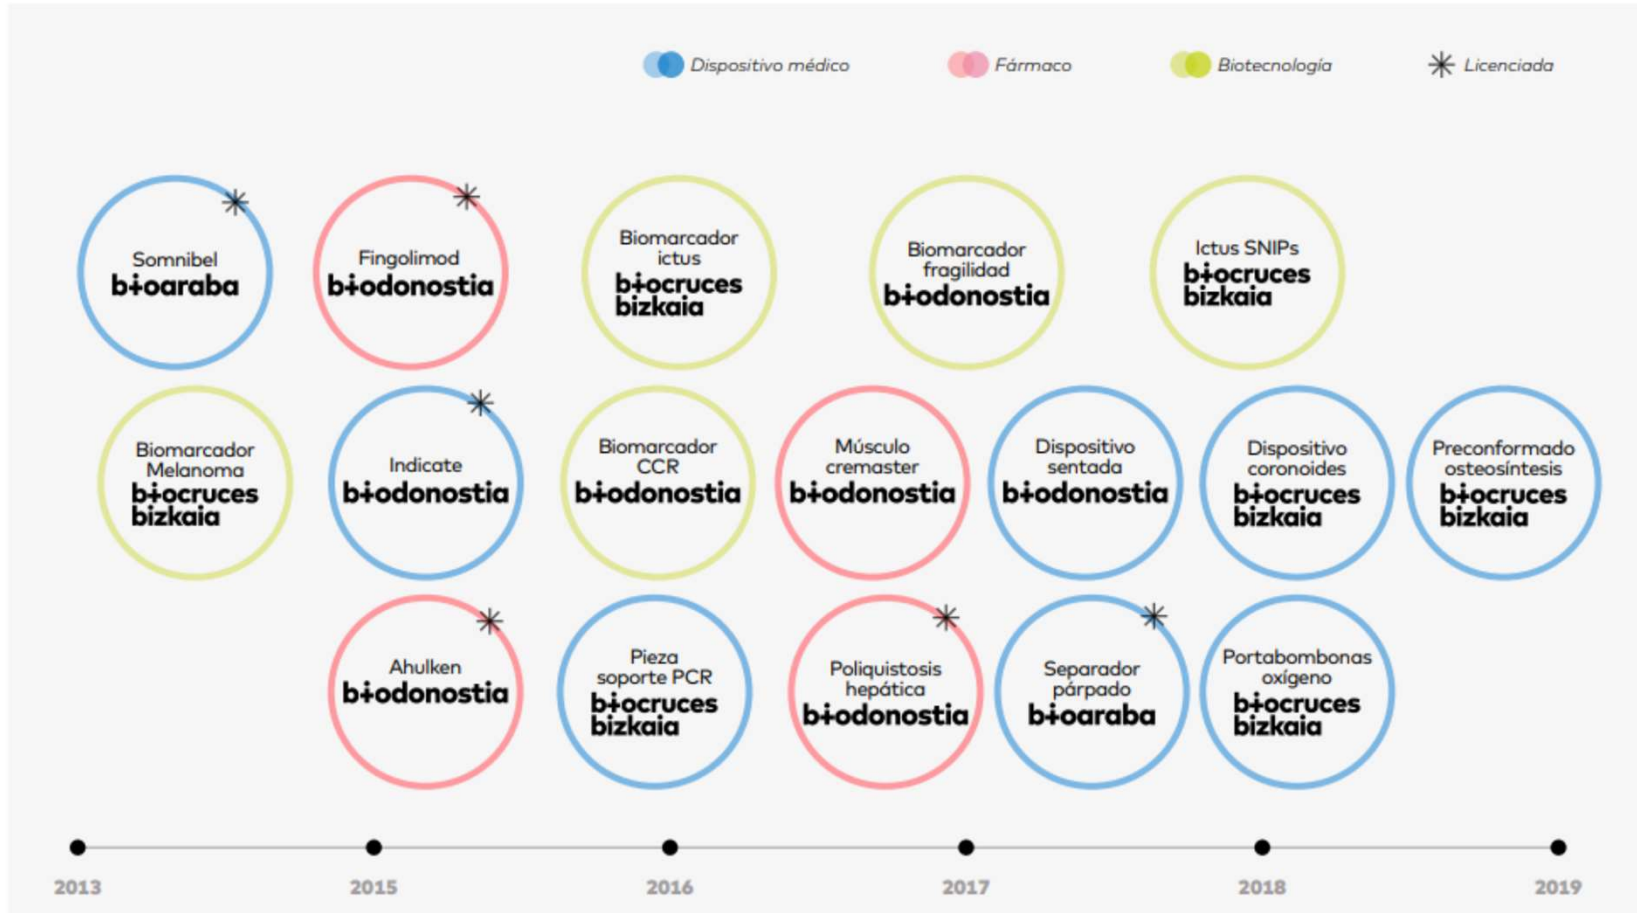 Dispositivo médico
Fármaco
Biotecnología
Licenciada
Somnibel
bioaraba
Fingolimod
biodonostia
Biomarcador
ictus
biocruces
bizkaia
Biomarcador
fragilidad
biodonostia
Ictus SNIPs
biocruces
bizkaia
Biomarcador
Melanoma
biocruces
bizkaia
Indicate
biodonostia
Biomarcador
CCR
biodonostia
Músculo
cremaster
biodonostia
Dispositivo
sentada
biodonostia
Dispositivo
coronoides
biocruces
bizkaia
Preconformado
osteosíntesis
biocruces
bizkaia
Ahulken
biodonostia
Pieza
soporte PCR
biocruces
bizkaia
Poliquistosis
hepática
biodonostia
Separador
párpado
bioaraba
Portabombonas
oxígeno
biocruces
bizkaia
2013
2015
2016
2017
2018
2019